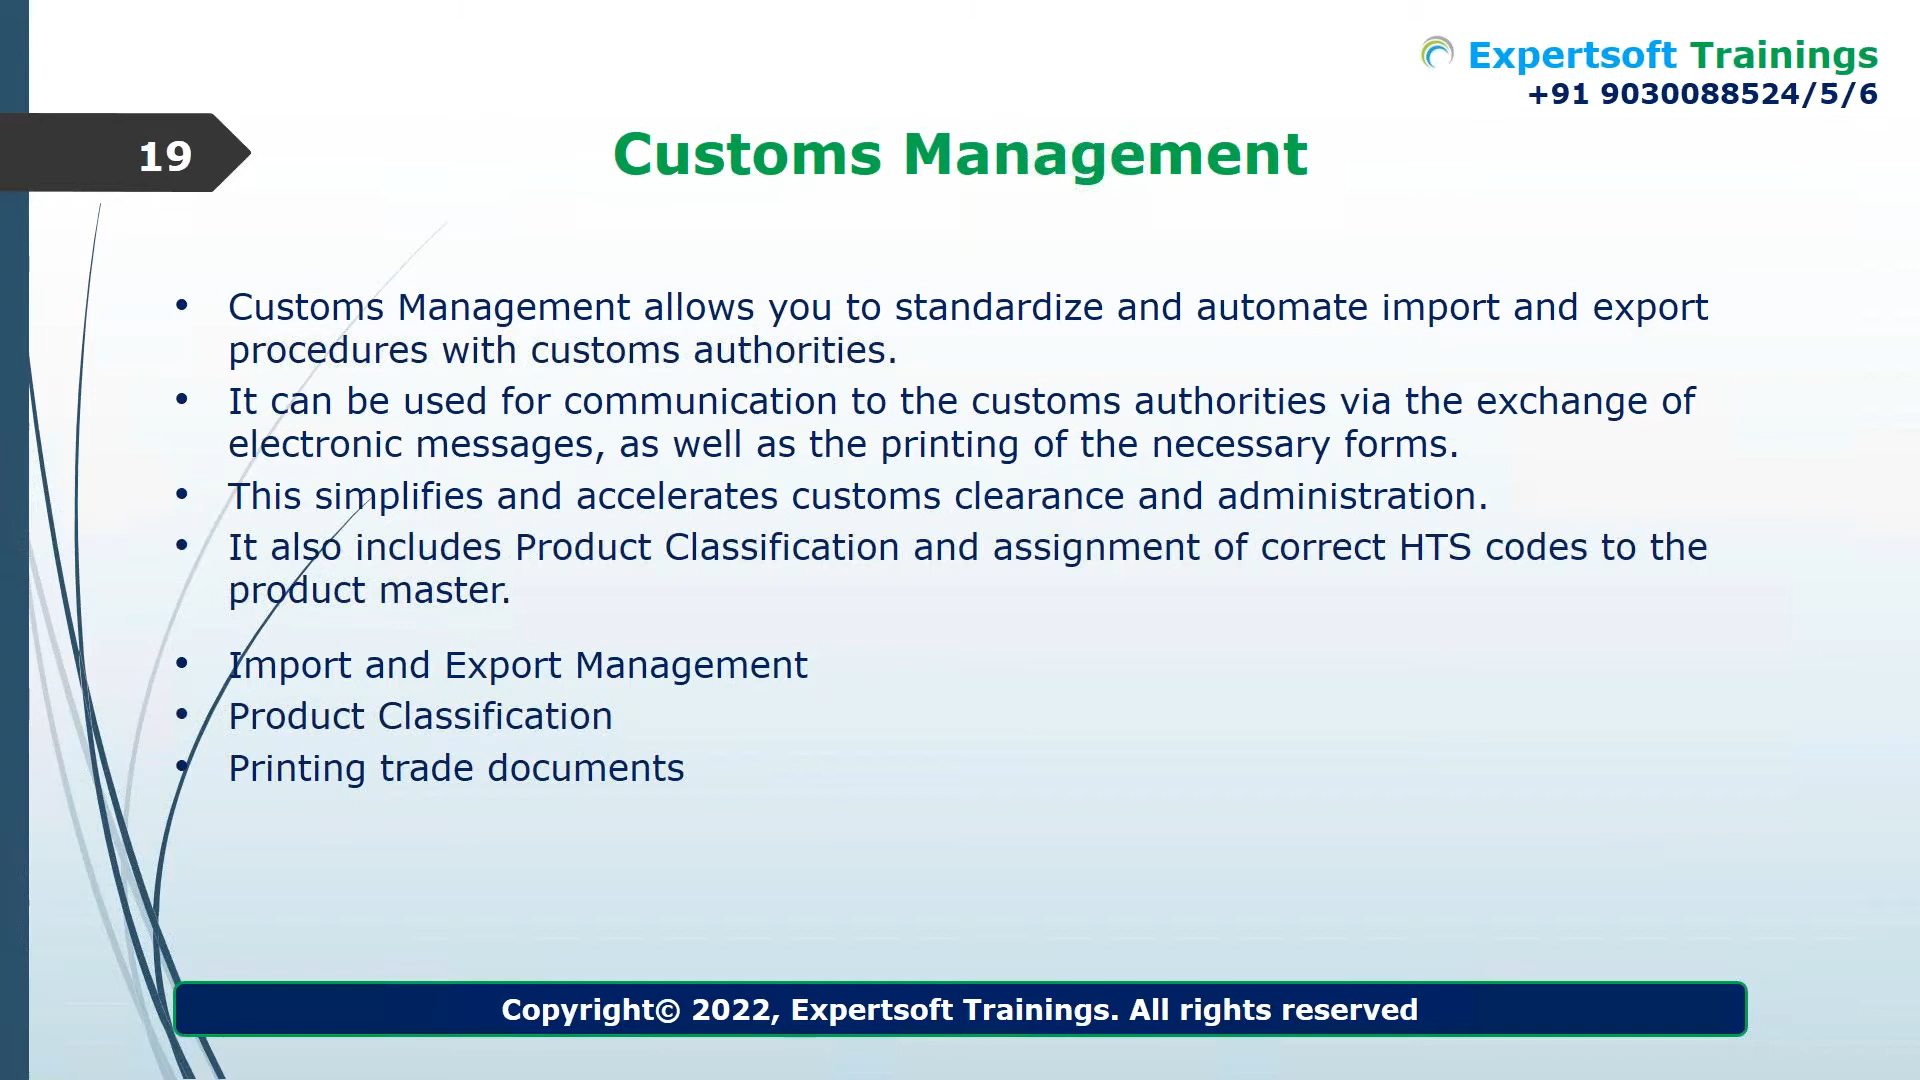 Expertsoft Trainings
+91 9030088524/5/6
19
Customs Management
• Customs Management allows you to standardize and automate import and export
procedures with customs authorities.
• It can be used for communication to the customs authorities via the exchange of
electronic messages, as well as the printing of the necessary forms.
• This simplifies and accelerates customs clearance and administration.
• It also includes Product Classification and assignment of correct HTS codes to the
product master.
• Import and Export Management
• Product Classification
• Printing trade documents
Copyright© 2022, Expertsoft Trainings. All rights reserved